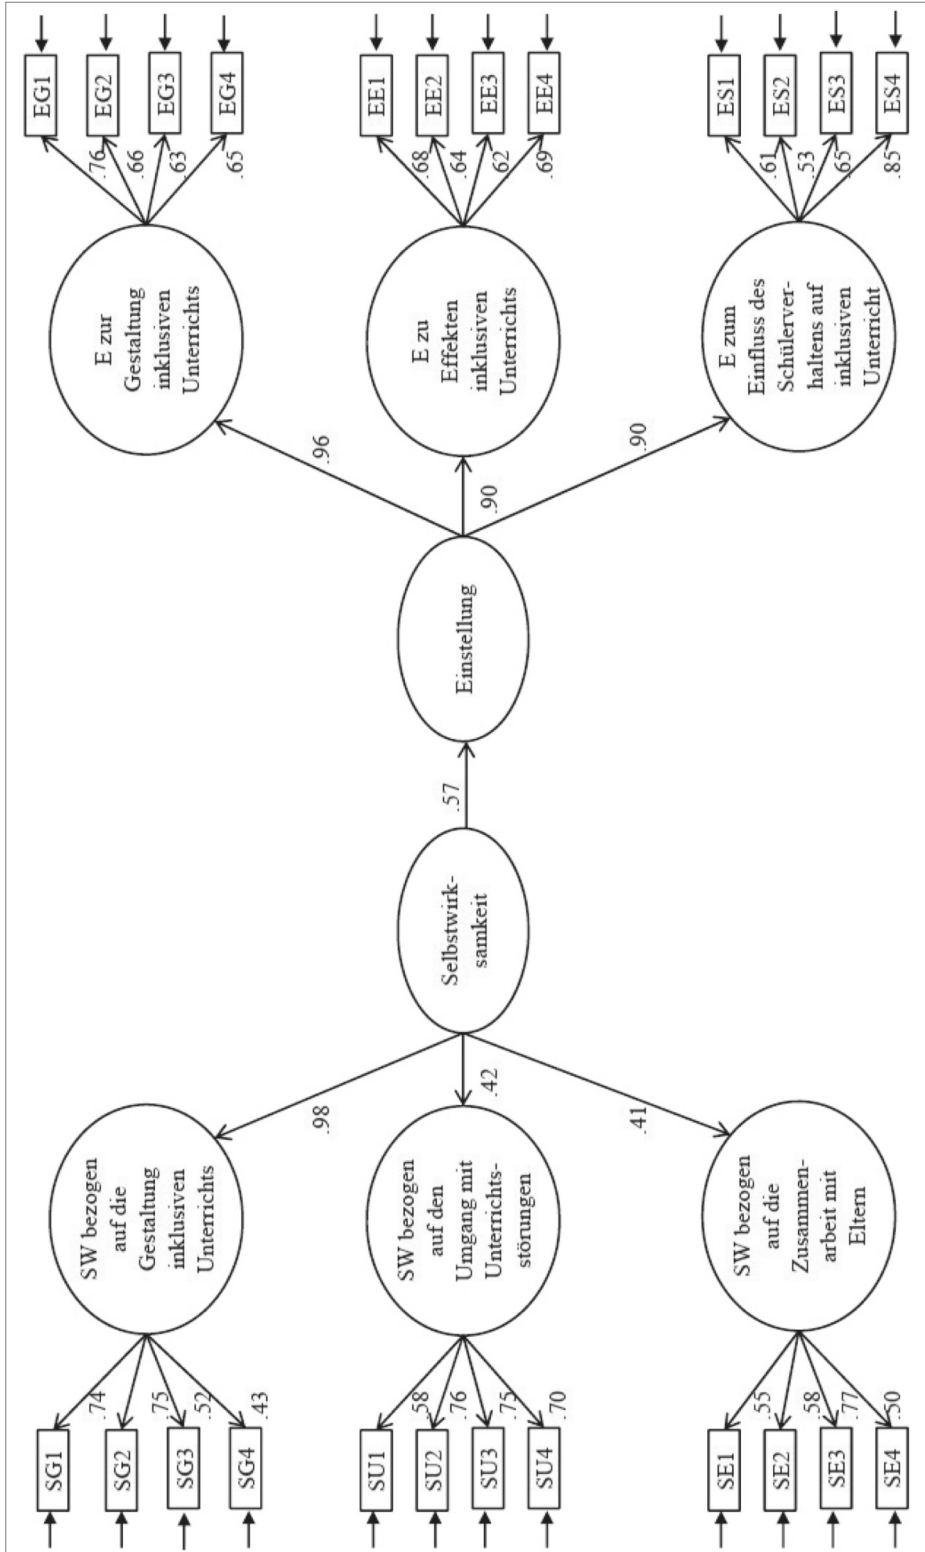 SG1
SG2
SG3
SG4
.74
.75
.52
.43
SW bezogen
auf die
Gestaltung
inklusiven
Unterrichts
.98
SU1
SU2
SU3
SU4
.58
.76
.75
.70
SW bezogen
auf den
Umgang mit
Unterrichts-
störungen
.42
SE1
SE2
SE3
SE4
.55
.58
.77
.50
SW bezogen
auf die
Zusammen-
arbeit mit
Eltern
.41
Selbstwirk-
samkeit
.57
Einstellung
.96
E zur
Gestaltung
inklusiven
Unterrichts
.76
.66
.63
.65
EG1
EG2
EG3
EG4
.90
E zu
Effekten
inklusiven
Unterrichts
.68
.64
.62
.69
EE1
EE2
EE3
EE4
.90
E zum
Einfluss des
Schülerver-
haltens auf
inklusiven
Unterricht
.61
.53
.65
.85
ES1
ES2
ES3
ES4